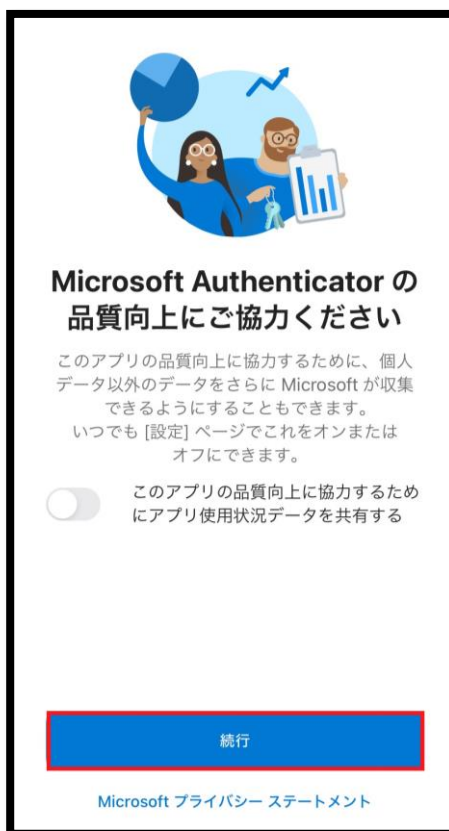 Microsoft Authenticator の
品質向上にご協力ください
このアプリの品質向上に協力するために、個人
データ以外のデータをさらに Microsoft が収集
できるようにすることもできます。
いつでも [設定] ページでこれをオンまたは
オフにできます。
このアプリの品質向上に協力するため
にアプリ使用状況データを共有する
続行
Microsoft プライバシー ステートメント